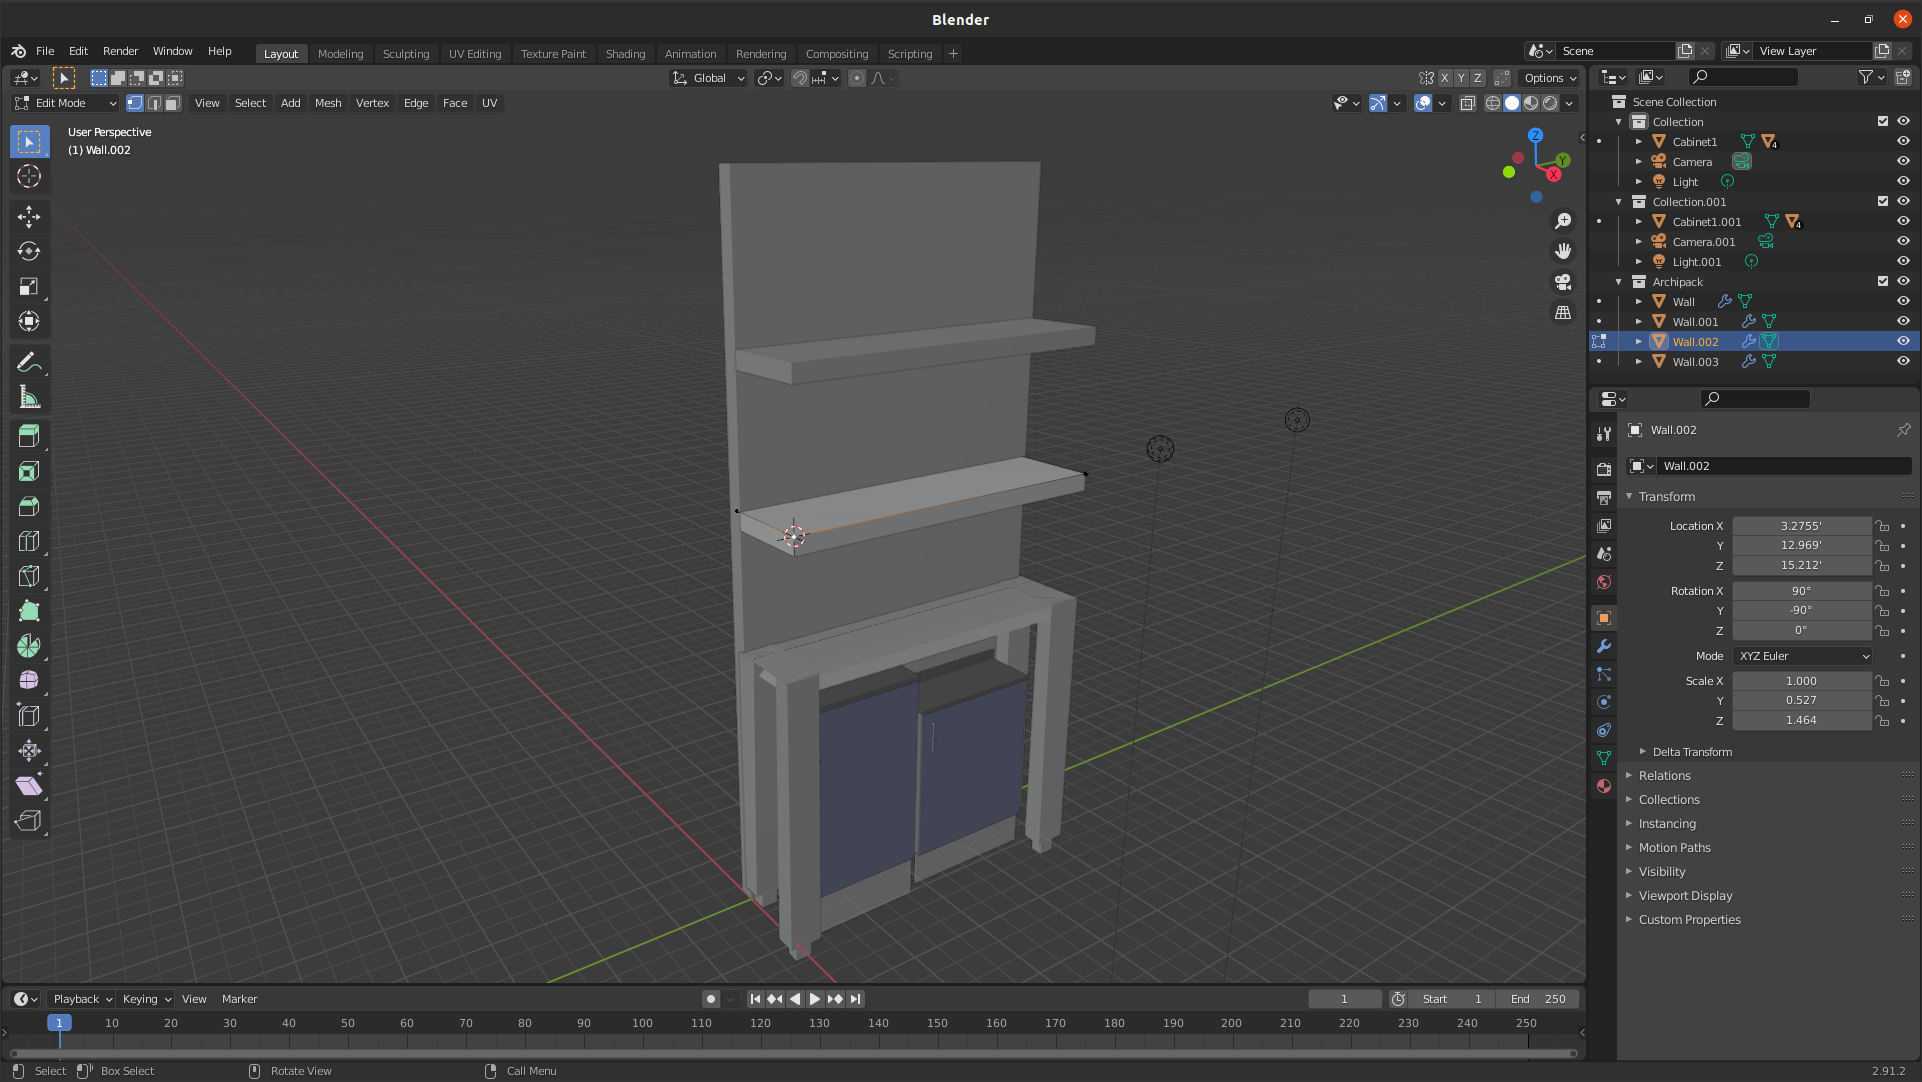 Blender
File Edit Render Window Help Layout Modeling Sculpting UV Editing Texture Paint Shading Animation Rendering Compositing Scripting + Scene View Layer
Global X Y Z Options
Edit Mode View Select Add Mesh Vertex Edge Face UV
User Perspective
(1) Wall.002
Z
Y
X
Scene Collection
Collection
Cabinet1 4
Camera
Light
Collection.001
Cabinet1.001 4
Camera.001
Light.001
Archipack
Wall
Wall.001
Wall.002
Wall.003
Wall.002
Wall.002
Transform
Location X 3.2755'
Y 12.969'
Z 15.212'
Rotation X 90°
Y -90°
Z 0°
Mode XYZ Euler
Scale X 1.000
Y 0.527
Z 1.464
Delta Transform
Relations
Collections
Instancing
Motion Paths
Visibility
Viewport Display
Custom Properties
Playback Keying View Marker 1 Start 1 End 250
1 10 20 30 40 50 60 70 80 90 100 110 120 130 140 150 160 170 180 190 200 210 220 230 240 250
Select Box Select Rotate View Call Menu 2.91.2